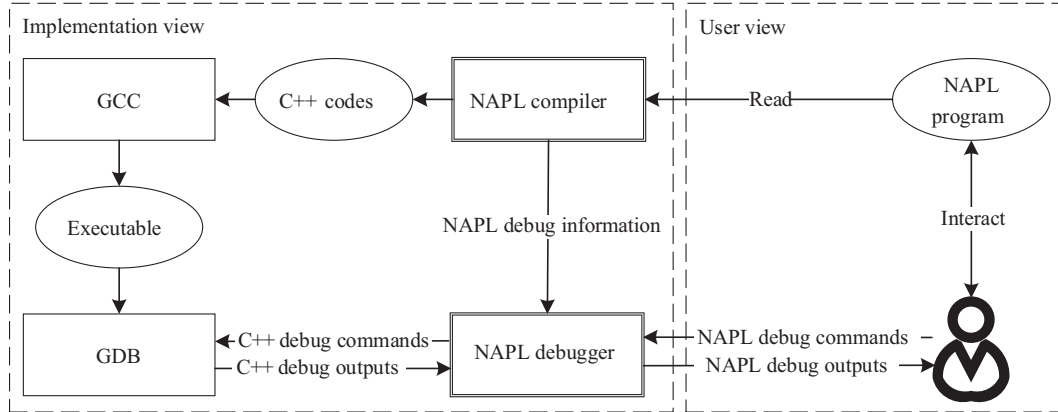 Implementation view
User view
GCC
C++ codes
NAPL compiler
Read
NAPL
program
Executable
NAPL debug information
Interact
GDB
C++ debug commands
C++ debug outputs
NAPL debugger
NAPL debug commands
NAPL debug outputs